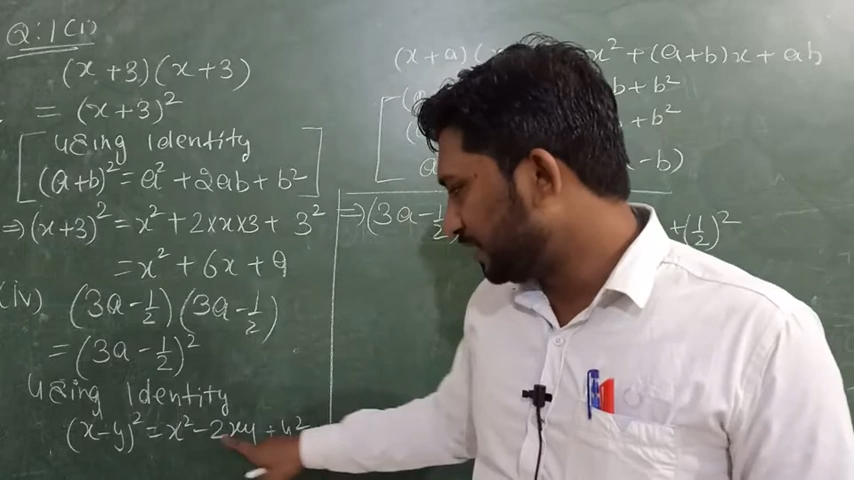 Q:1(i)
(x+3)(x+3)
= (x+3)²
using Identity
(a+b)² = a² + 2ab + b²
⇒ (x+3)² = x² + 2×x×3 + 3²
= x² + 6x + 9
(iv) (3a-1/2)(3a-1/2)
= (3a-1/2)²
using Identity
(x-y)² = x² - 2xy + y²
(x+a)( x² + (a+b)x + ab
b + b²
+ b²
-b)
⇒ (3a-1/2 +(1/2)²